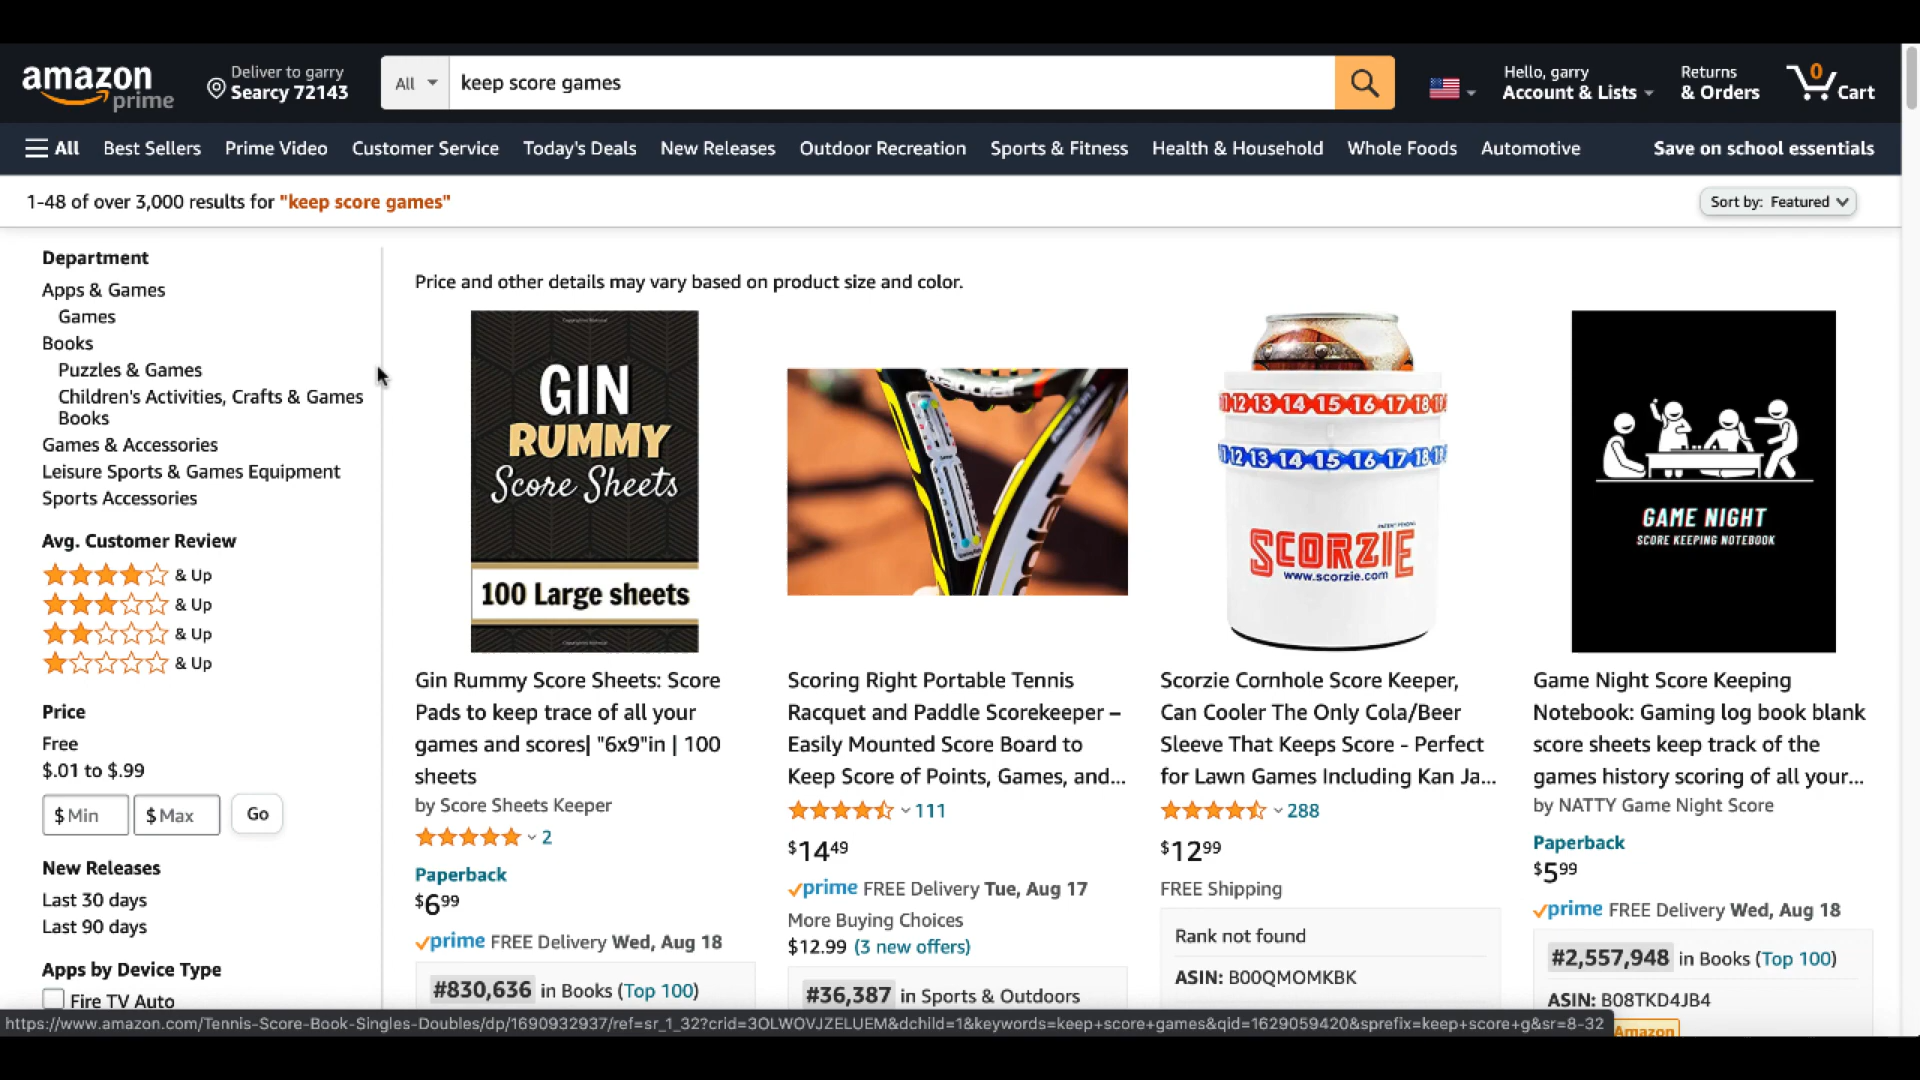 amazon
prime
Deliver to garry
Searcy 72143
All
keep score games
Hello, garry
Account & Lists
Returns
& Orders
0
Cart
All
Best Sellers
Prime Video
Customer Service
Today's Deals
New Releases
Outdoor Recreation
Sports & Fitness
Health & Household
Whole Foods
Automotive
Save on school essentials
1-48 of over 3,000 results for "keep score games"
Sort by: Featured
Department
Apps & Games
Games
Books
Puzzles & Games
Children's Activities, Crafts & Games
Books
Games & Accessories
Leisure Sports & Games Equipment
Sports Accessories
Avg. Customer Review
& Up
& Up
& Up
& Up
Price
Free
$.01 to $.99
$ Min
$ Max
Go
New Releases
Last 30 days
Last 90 days
Apps by Device Type
Fire TV Auto
Price and other details may vary based on product size and color.
GIN
RUMMY
Score Sheets
100 Large sheets
Gin Rummy Score Sheets: Score
Pads to keep trace of all your
games and scores| "6x9"in | 100
sheets
by Score Sheets Keeper
2
Paperback
$6 99
prime FREE Delivery Wed, Aug 18
#830,636 in Books (Top 100)
Scoring Right Portable Tennis
Racquet and Paddle Scorekeeper –
Easily Mounted Score Board to
Keep Score of Points, Games, and...
111
$14 49
prime FREE Delivery Tue, Aug 17
More Buying Choices
$12.99 (3 new offers)
#36,387 in Sports & Outdoors
12 13 14 15 16 17 18
12 13 14 15 16 17 18
SCORZIE
www.scorzie.com
Scorzie Cornhole Score Keeper,
Can Cooler The Only Cola/Beer
Sleeve That Keeps Score - Perfect
for Lawn Games Including Kan Ja...
288
$12 99
FREE Shipping
Rank not found
ASIN: B00QMOMKBK
GAME NIGHT
SCORE KEEPING NOTEBOOK
Game Night Score Keeping
Notebook: Gaming log book blank
score sheets keep track of the
games history scoring of all your...
by NATTY Game Night Score
Paperback
$5 99
prime FREE Delivery Wed, Aug 18
#2,557,948 in Books (Top 100)
ASIN: B08TKD4JB4
Amazon
https://www.amazon.com/Tennis-Score-Book-Singles-Doubles/dp/1690932937/ref=sr_1_32?crid=3OLWOVJZELUEM&dchild=1&keywords=keep+score+games&qid=1629059420&sprefix=keep+score+g&sr=8-32